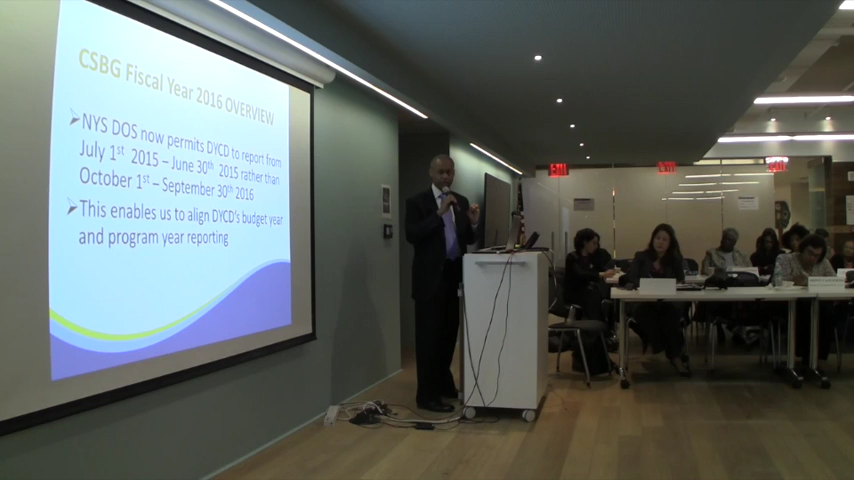 CSBG Fiscal Year 2016 OVERVIEW
NYS DOS now permits DYCD to report from
July 1st 2015 – June 30th 2015 rather than
October 1st – September 30th 2016
This enables us to align DYCD's budget year
and program year reporting
EXIT
EXIT
EXIT